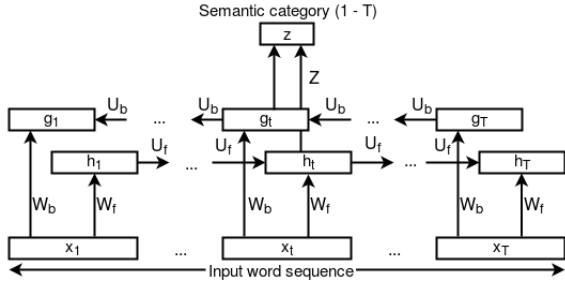 Semantic category (1 - T)
z
Z
U_b ... U_b U_b ... U_b
g_1 g_t g_T
U_f ... U_f U_f ... U_f
h_1 h_t h_T
W_b W_f W_b W_f W_b W_f
x_1 ... x_t ... x_T
Input word sequence